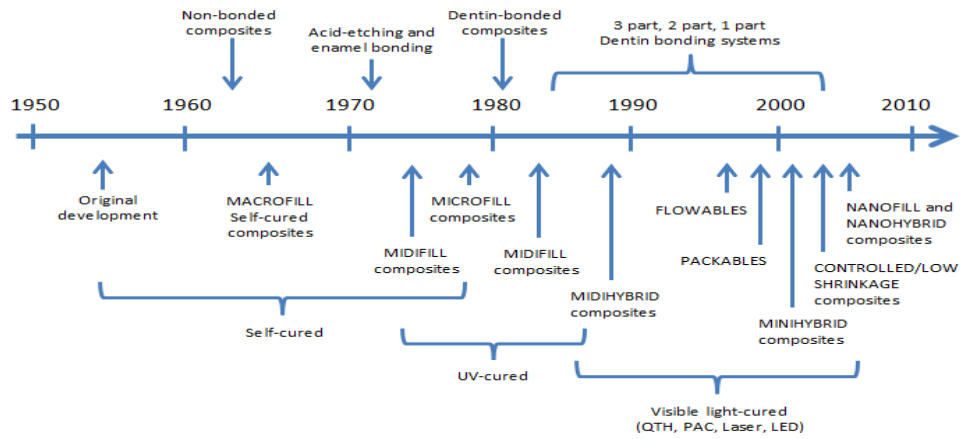 Non-bonded
composites
Acid-etching and
enamel bonding
Dentin-bonded
composites
3 part, 2 part, 1 part
Dentin bonding systems
1950
1960
1970
1980
1990
2000
2010
Original
development
MACROFILL
Self-cured
composites
MICROFILL
composites
FLOWABLES
NANOFILL and
NANOHYBRID
composites
MIDIFILL
composites
MIDIFILL
composites
PACKABLES
CONTROLLED/LOW
SHRINKAGE
composites
MIDIHYBRID
composites
MINIHYBRID
composites
Self-cured
UV-cured
Visible light-cured
(QTH, PAC, Laser, LED)